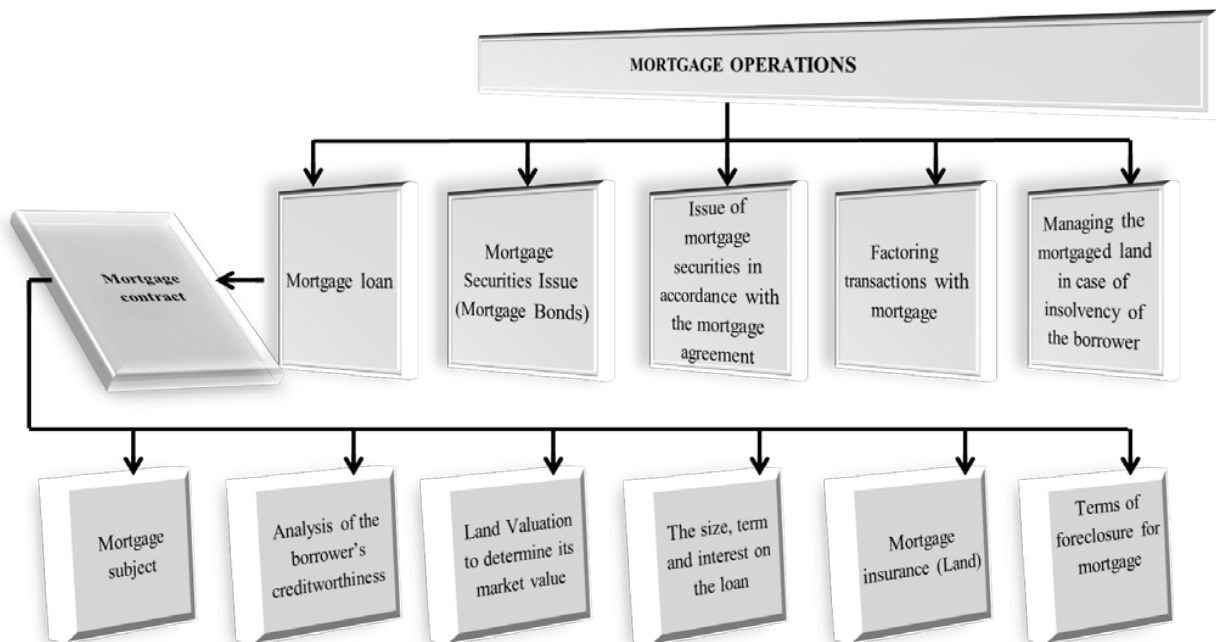 MORTGAGE OPERATIONS
Mortgage
contract
Mortgage loan
Mortgage
Securities Issue
(Mortgage Bonds)
Issue of
mortgage
securities in
accordance with
the mortgage
agreement
Factoring
transactions with
mortgage
Managing the
mortgaged land
in case of
insolvency of
the borrower
Mortgage
subject
Analysis of the
borrower’s
creditworthiness
Land Valuation
to determine its
market value
The size, term
and interest on
the loan
Mortgage
insurance (Land)
Terms of
foreclosure for
mortgage